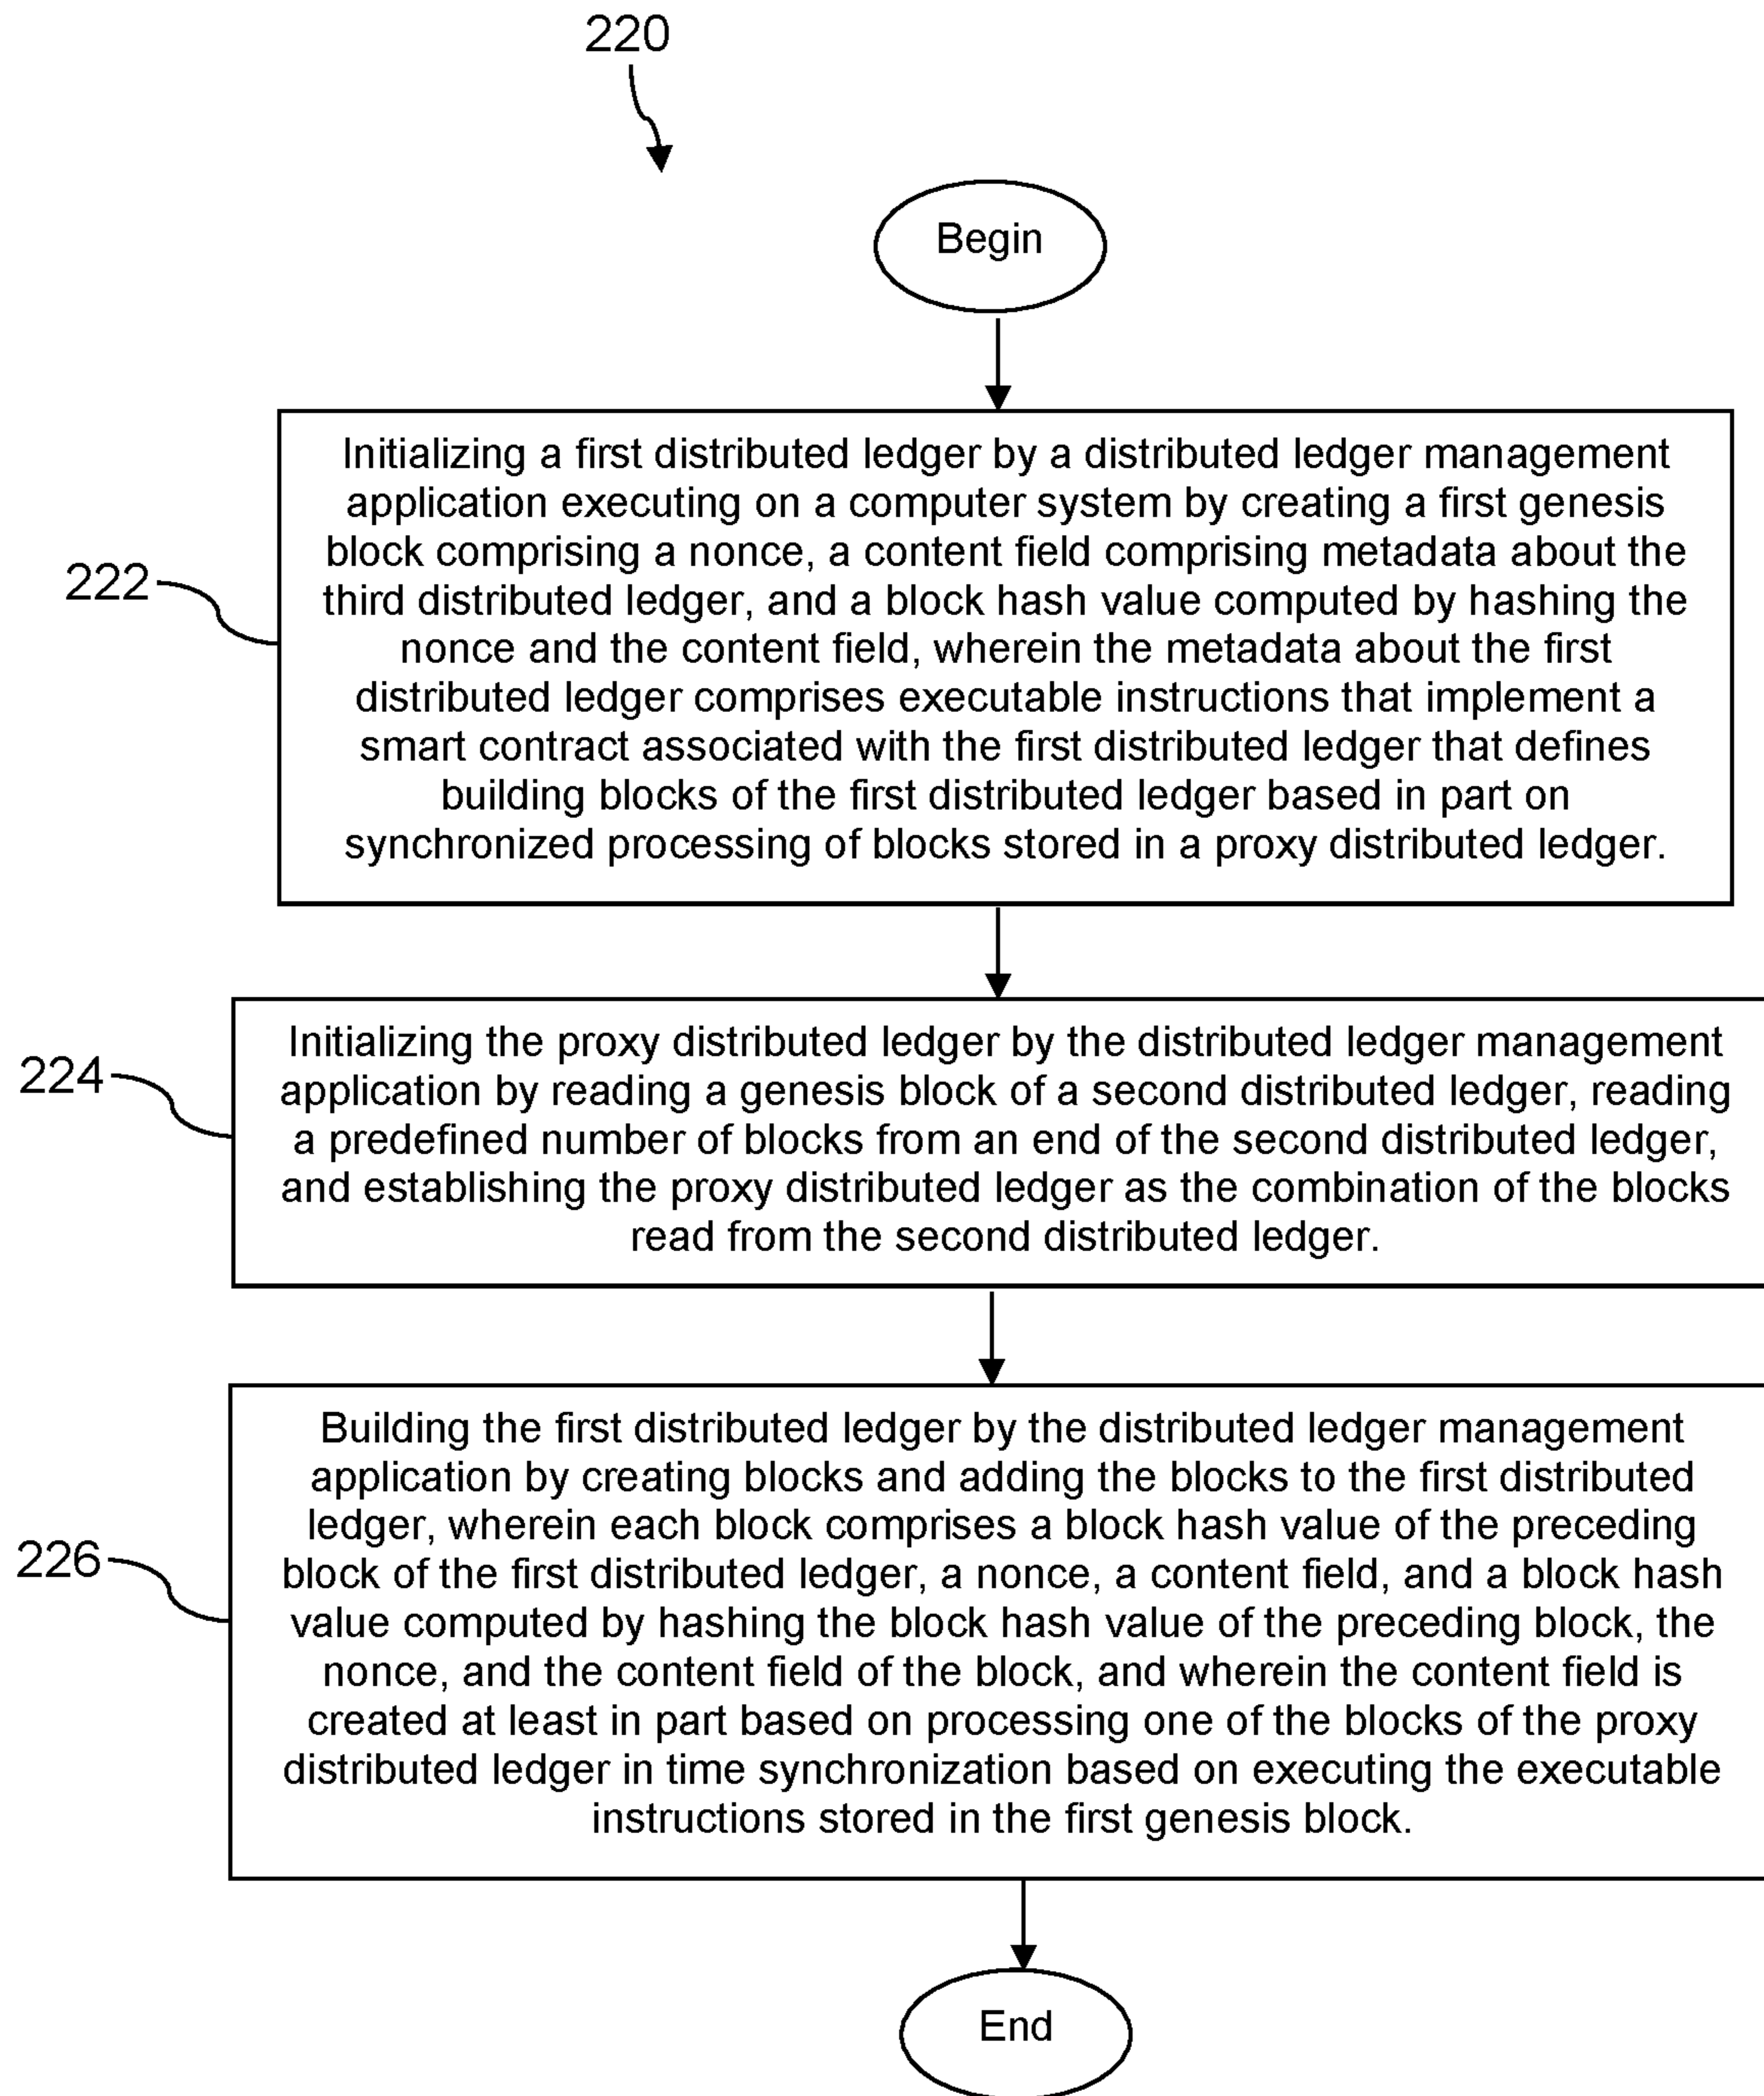 220
Begin
Initializing a first distributed ledger by a distributed ledger management
application executing on a computer system by creating a first genesis
block comprising a nonce, a content field comprising metadata about the
third distributed ledger, and a block hash value computed by hashing the
nonce and the content field, wherein the metadata about the first
distributed ledger comprises executable instructions that implement a
smart contract associated with the first distributed ledger that defines
building blocks of the first distributed ledger based in part on
synchronized processing of blocks stored in a proxy distributed ledger.
222
Initializing the proxy distributed ledger by the distributed ledger management
application by reading a genesis block of a second distributed ledger, reading
a predefined number of blocks from an end of the second distributed ledger,
and establishing the proxy distributed ledger as the combination of the blocks
read from the second distributed ledger.
224
Building the first distributed ledger by the distributed ledger management
application by creating blocks and adding the blocks to the first distributed
ledger, wherein each block comprises a block hash value of the preceding
block of the first distributed ledger, a nonce, a content field, and a block hash
value computed by hashing the block hash value of the preceding block, the
nonce, and the content field of the block, and wherein the content field is
created at least in part based on processing one of the blocks of the proxy
distributed ledger in time synchronization based on executing the executable
instructions stored in the first genesis block.
226
End